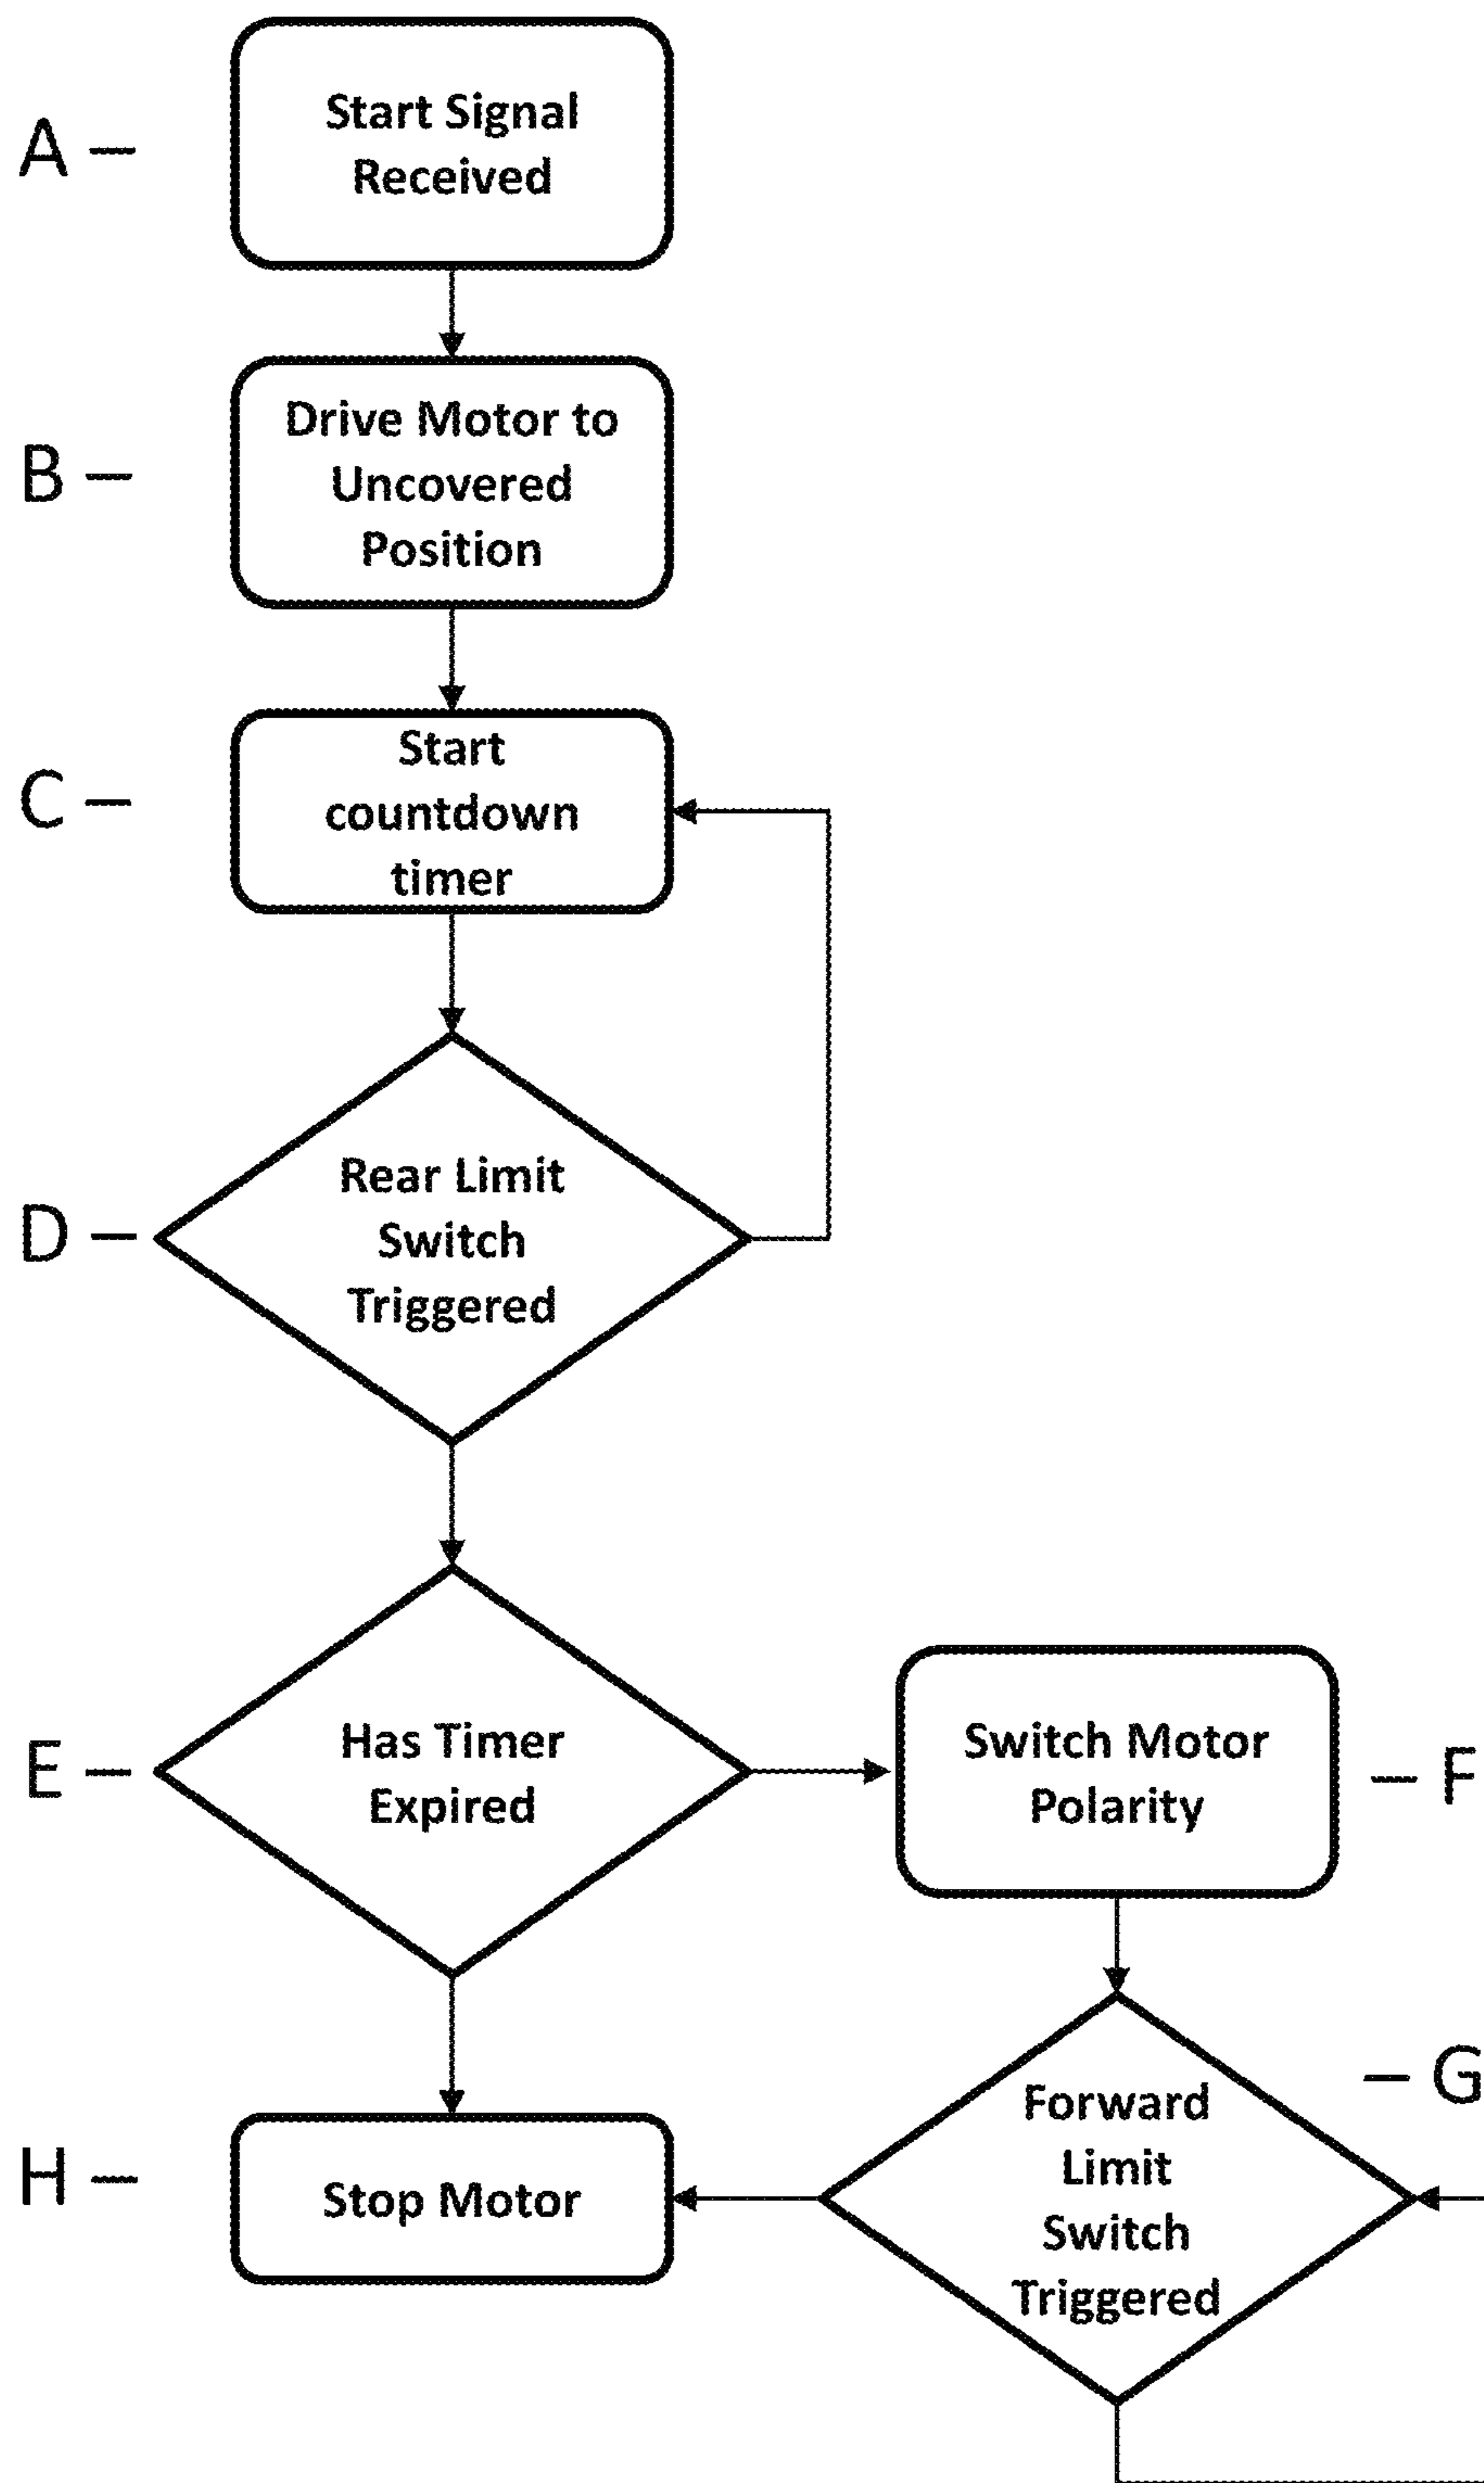 A –
Start Signal
Received
B –
Drive Motor to
Uncovered
Position
C –
Start
countdown
timer
D –
Rear Limit
Switch
Triggered
E –
Has Timer
Expired
Switch Motor
Polarity
– F
– G
Forward
Limit
Switch
Triggered
H –
Stop Motor